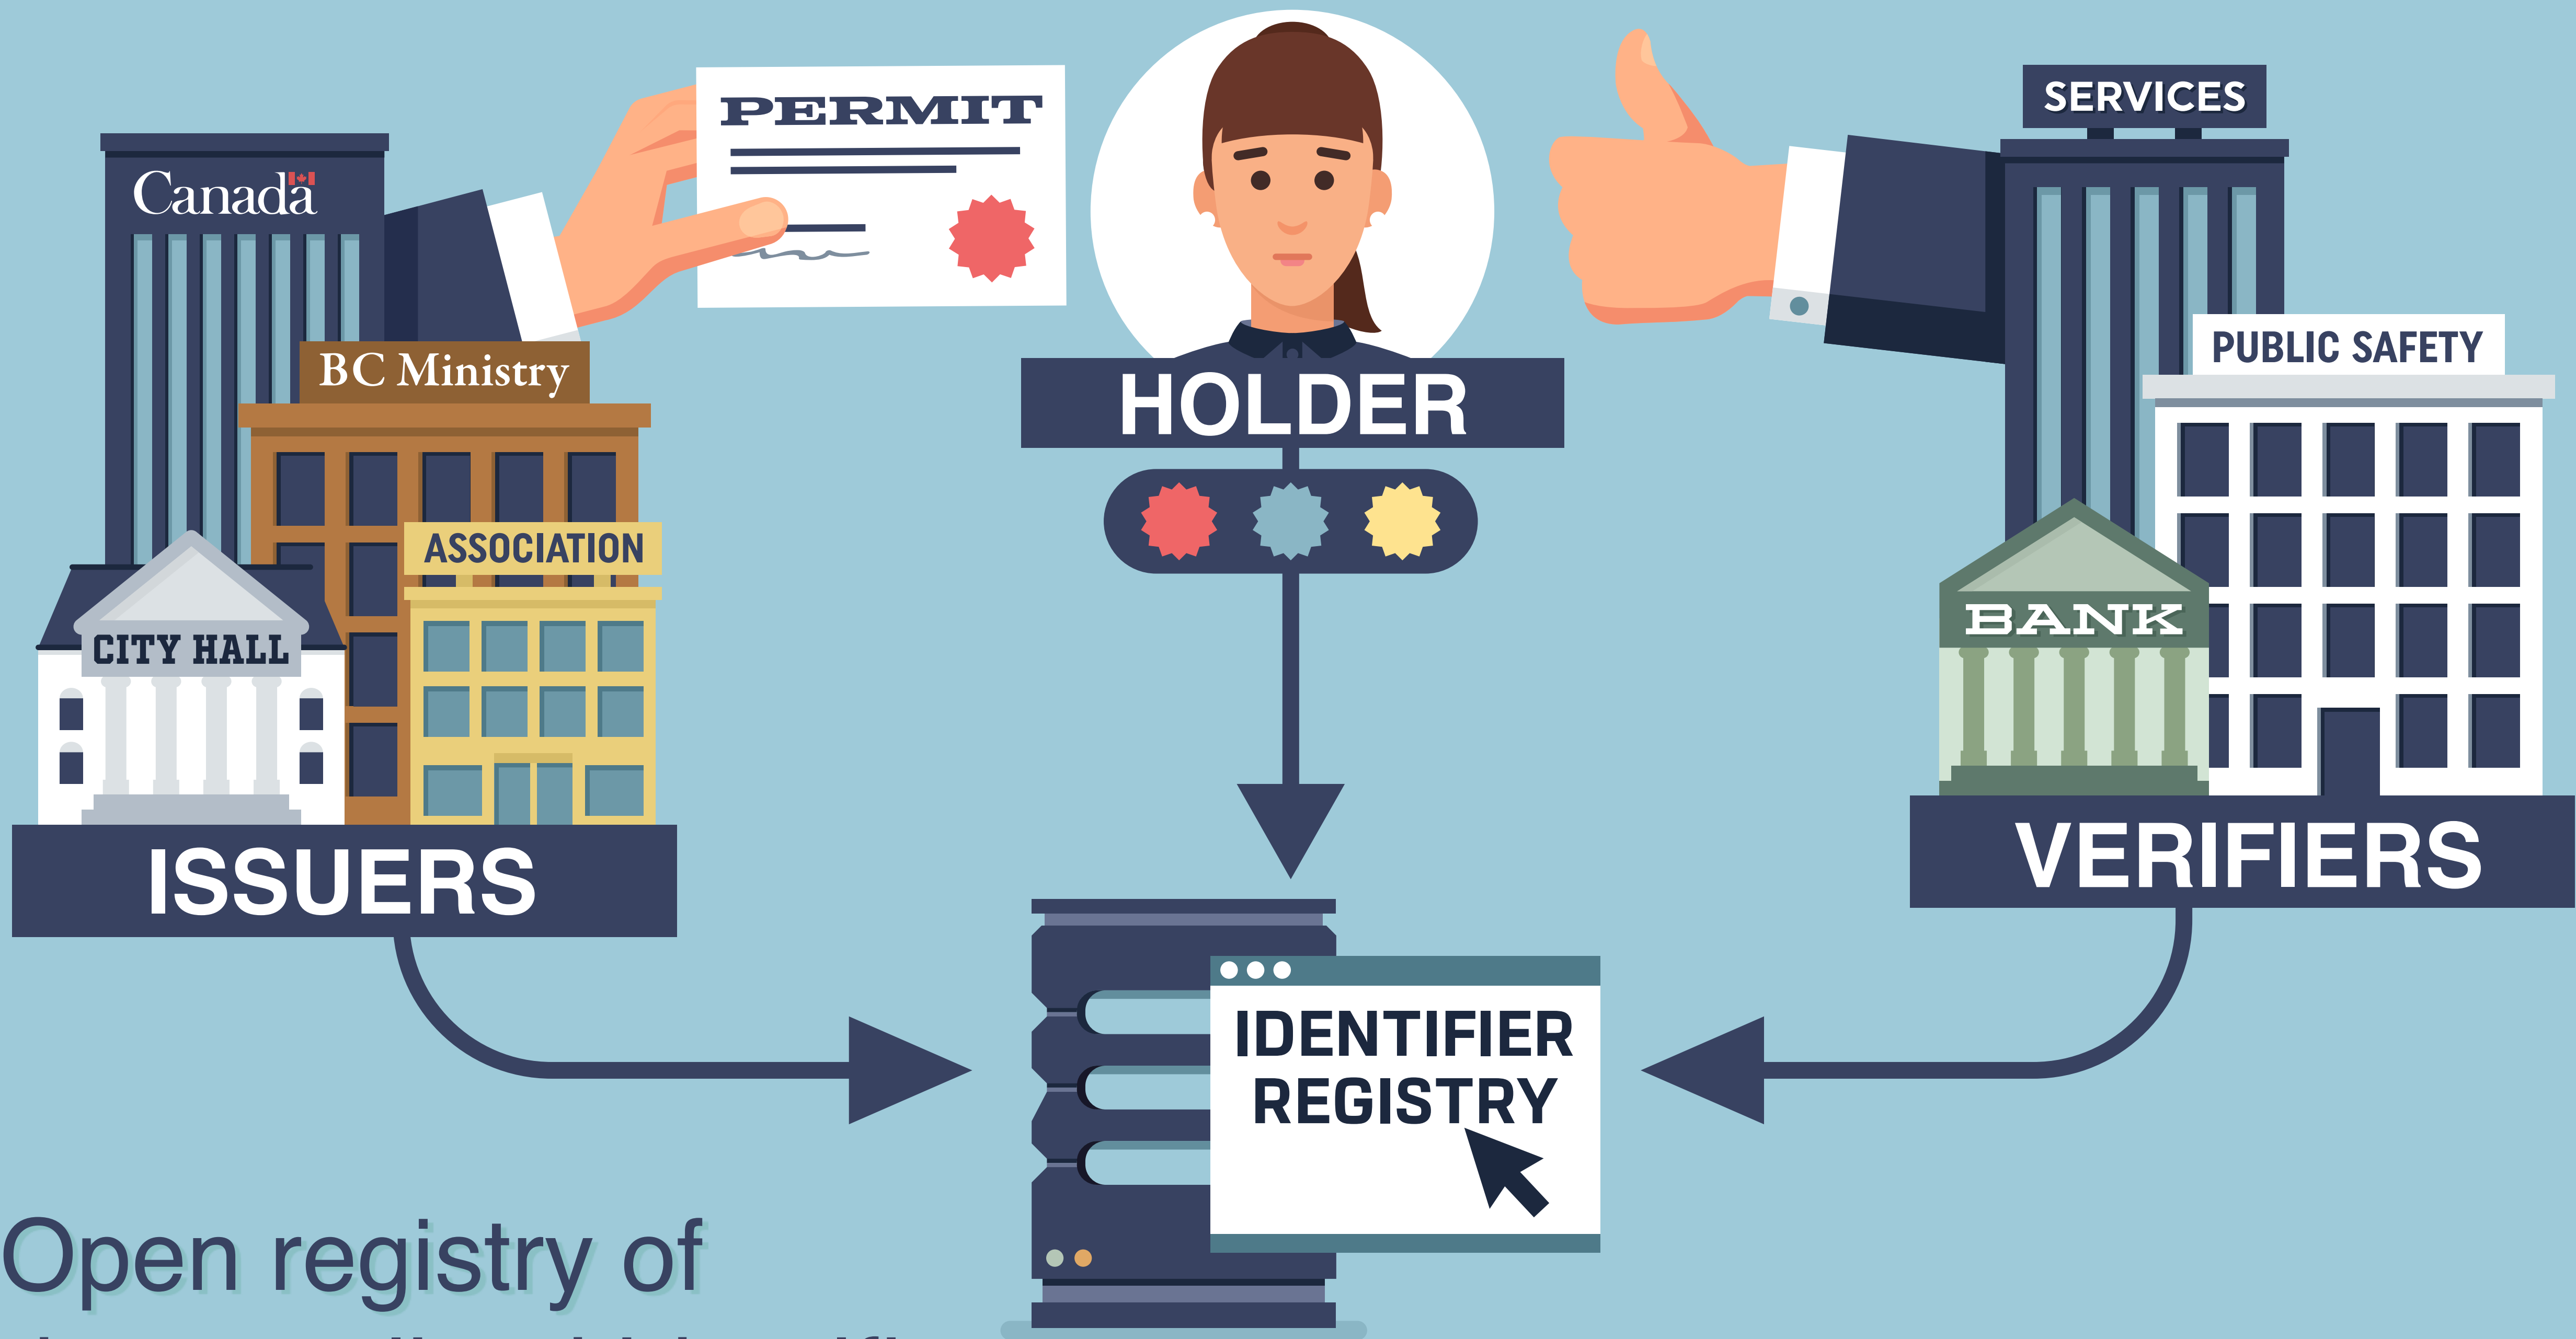 SERVICES
PERMIT
Canada
PUBLIC SAFETY
BC Ministry
HOLDER
ASSOCIATION
CITY HALL
BANK
ISSUERS
VERIFIERS
IDENTIFIER
REGISTRY
Open registry of